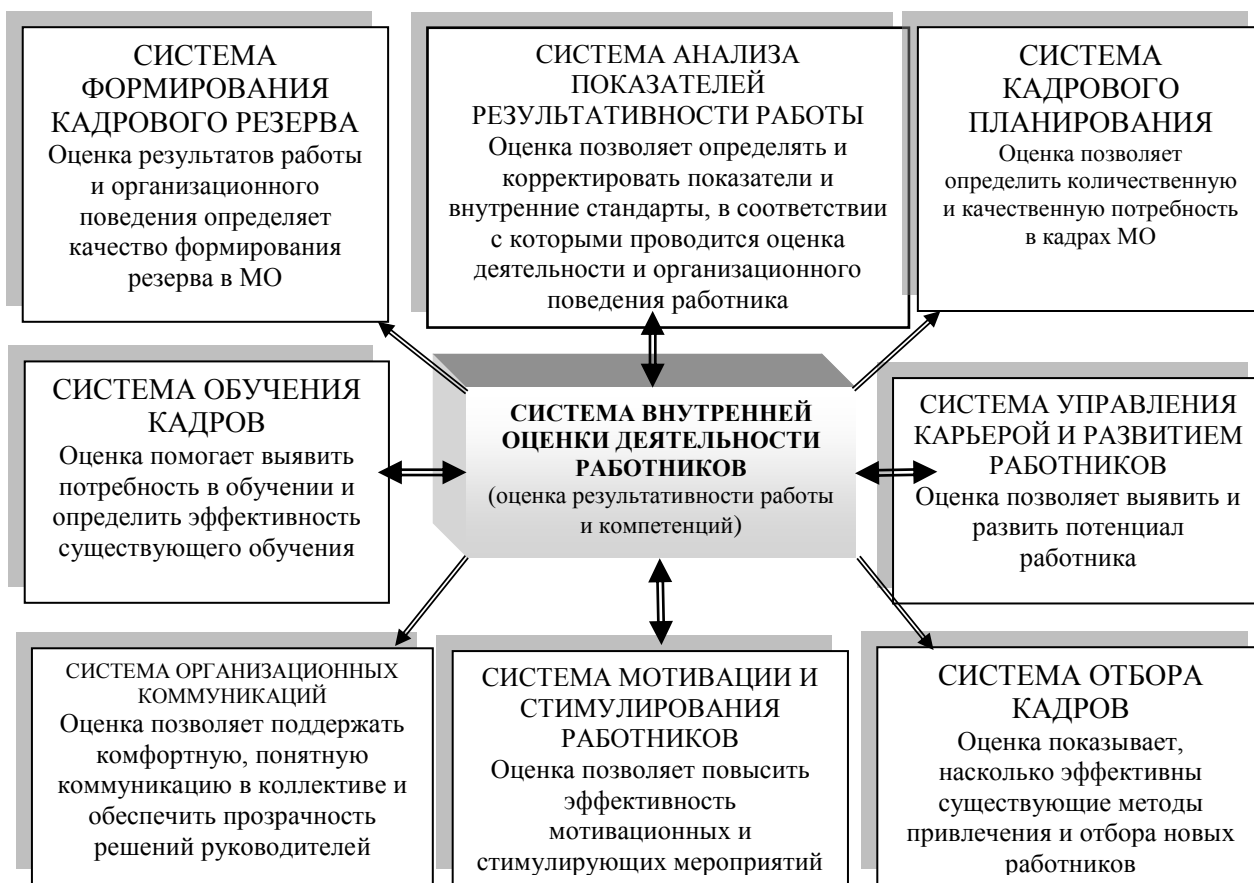 СИСТЕМА
ФОРМИРОВАНИЯ
КАДРОВОГО РЕЗЕРВА
Оценка результатов работы
и организационного
поведения определяет
качество формирования
резерва в МО
СИСТЕМА АНАЛИЗА
ПОКАЗАТЕЛЕЙ
РЕЗУЛЬТАТИВНОСТИ РАБОТЫ
Оценка позволяет определять и
корректировать показатели и
внутренние стандарты, в соответствии
с которыми проводится оценка
деятельности и организационного
поведения работника
СИСТЕМА
КАДРОВОГО
ПЛАНИРОВАНИЯ
Оценка позволяет
определить количественную
и качественную потребность
в кадрах МО
СИСТЕМА ОБУЧЕНИЯ
КАДРОВ
Оценка помогает выявить
потребность в обучении и
определить эффективность
существующего обучения
СИСТЕМА ВНУТРЕННЕЙ
ОЦЕНКИ ДЕЯТЕЛЬНОСТИ
РАБОТНИКОВ
(оценка результативности работы
и компетенций)
СИСТЕМА УПРАВЛЕНИЯ
КАРЬЕРОЙ И РАЗВИТИЕМ
РАБОТНИКОВ
Оценка позволяет выявить и
развить потенциал
работника
СИСТЕМА ОРГАНИЗАЦИОННЫХ
КОММУНИКАЦИЙ
Оценка позволяет поддержать
комфортную, понятную
коммуникацию в коллективе и
обеспечить прозрачность
решений руководителей
СИСТЕМА МОТИВАЦИИ И
СТИМУЛИРОВАНИЯ
РАБОТНИКОВ
Оценка позволяет повысить
эффективность
мотивационных и
стимулирующих мероприятий
СИСТЕМА ОТБОРА
КАДРОВ
Оценка показывает,
насколько эффективны
существующие методы
привлечения и отбора новых
работников